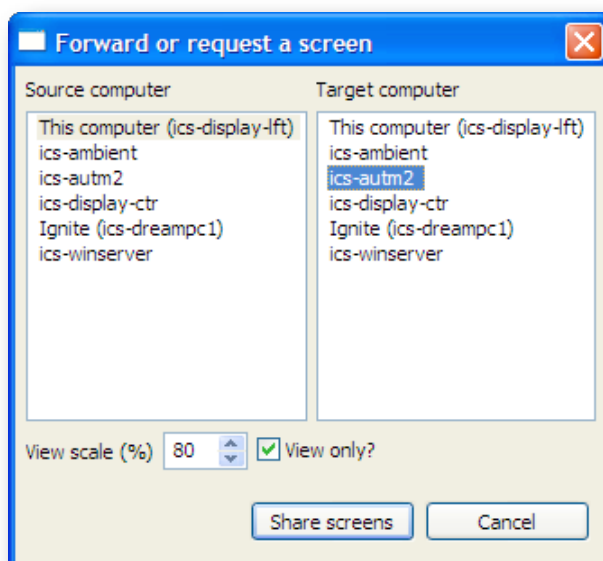 Forward or request a screen
Source computer
Target computer
This computer (ics-display-lft)
ics-ambient
ics-autm2
ics-display-ctr
Ignite (ics-dreampc1)
ics-winserver
This computer (ics-display-lft)
ics-ambient
ics-autm2
ics-display-ctr
Ignite (ics-dreampc1)
ics-winserver
View scale (%) 80 View only?
Share screens
Cancel